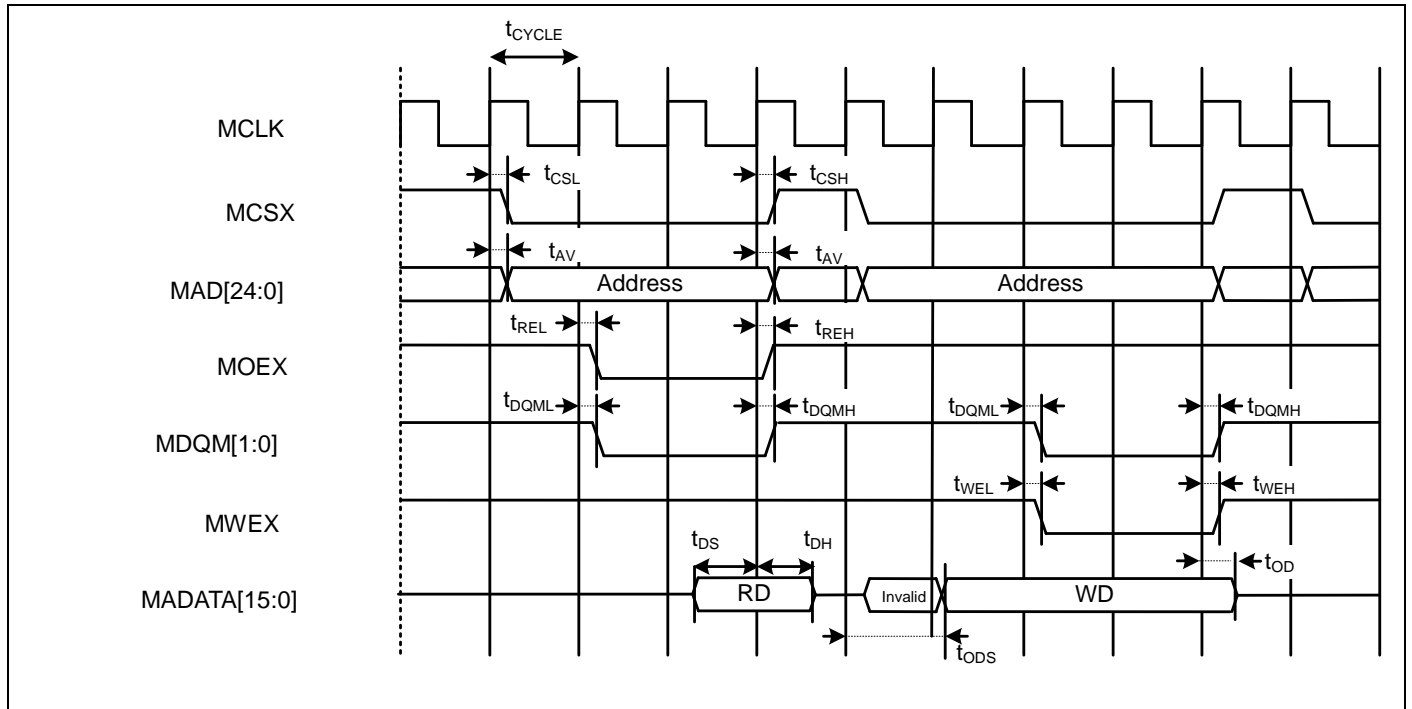 tCYCLE
MCLK
tCSL tCSH
MCSX
tAV tAV
MAD[24:0] Address Address
tREL tREH
MOEX
tDQML tDQMH tDQML tDQMH
MDQM[1:0]
tWEL tWEH
MWEX
tDS tDH tOD
MADATA[15:0] RD Invalid WD
tODS